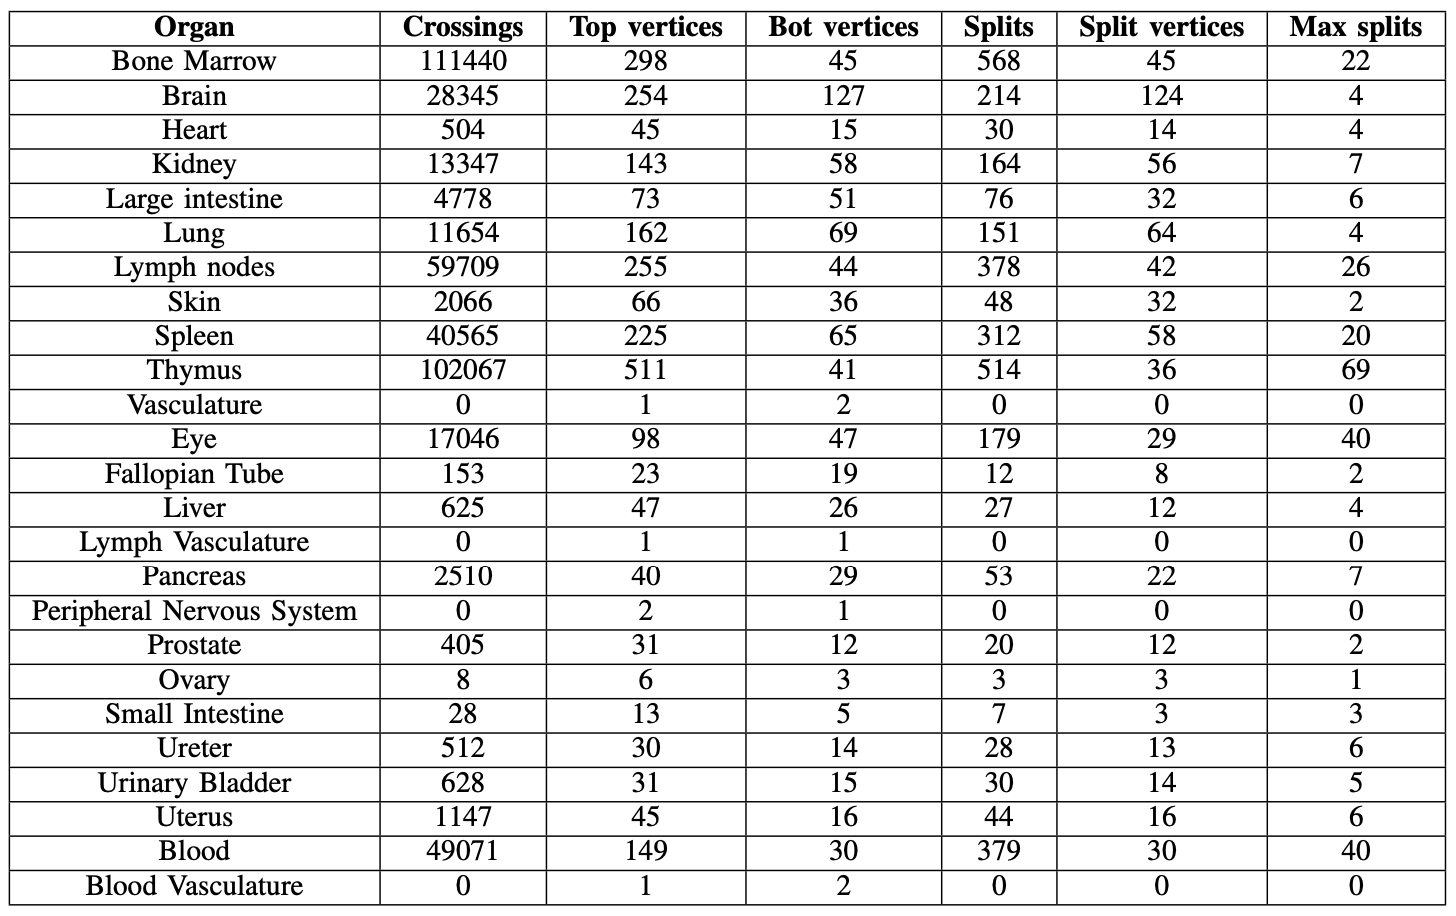 Organ Crossings Top vertices Bot vertices Splits Split vertices Max splits
Bone Marrow 111440 298 45 568 45 22
Brain 28345 254 127 214 124 4
Heart 504 45 15 30 14 4
Kidney 13347 143 58 164 56 7
Large intestine 4778 73 51 76 32 6
Lung 11654 162 69 151 64 4
Lymph nodes 59709 255 44 378 42 26
Skin 2066 66 36 48 32 2
Spleen 40565 225 65 312 58 20
Thymus 102067 511 41 514 36 69
Vasculature 0 1 2 0 0 0
Eye 17046 98 47 179 29 40
Fallopian Tube 153 23 19 12 8 2
Liver 625 47 26 27 12 4
Lymph Vasculature 0 1 1 0 0 0
Pancreas 2510 40 29 53 22 7
Peripheral Nervous System 0 2 1 0 0 0
Prostate 405 31 12 20 12 2
Ovary 8 6 3 3 3 1
Small Intestine 28 13 5 7 3 3
Ureter 512 30 14 28 13 6
Urinary Bladder 628 31 15 30 14 5
Uterus 1147 45 16 44 16 6
Blood 49071 149 30 379 30 40
Blood Vasculature 0 1 2 0 0 0